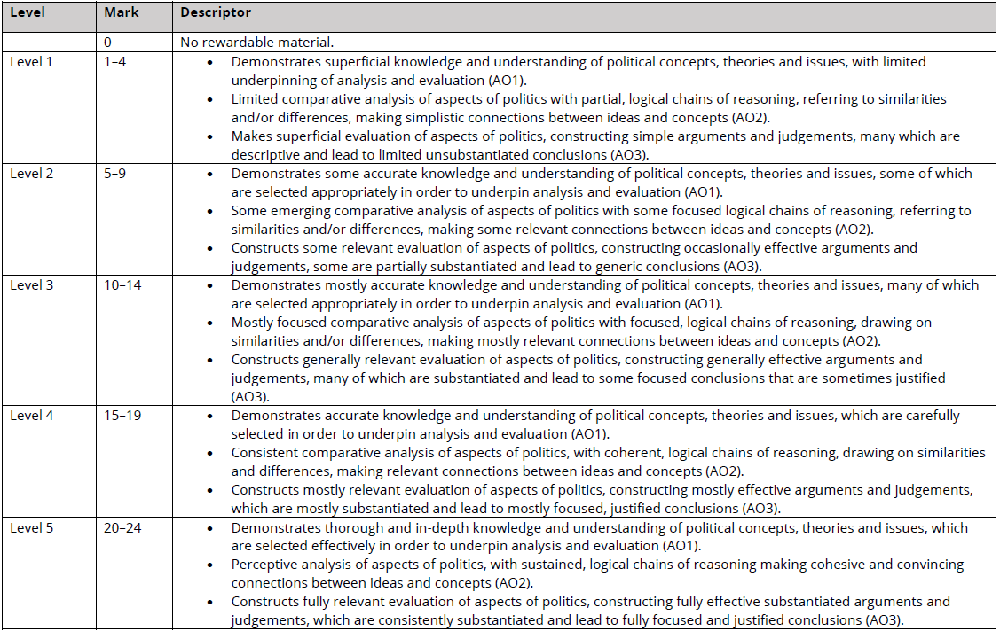 Level Mark Descriptor
0 No rewardable material.
Level 1 1–4 • Demonstrates superficial knowledge and understanding of political concepts, theories and issues, with limited
underpinning of analysis and evaluation (AO1).
• Limited comparative analysis of aspects of politics with partial, logical chains of reasoning, referring to similarities
and/or differences, making simplistic connections between ideas and concepts (AO2).
• Makes superficial evaluation of aspects of politics, constructing simple arguments and judgements, many which are
descriptive and lead to limited unsubstantiated conclusions (AO3).
Level 2 5–9 • Demonstrates some accurate knowledge and understanding of political concepts, theories and issues, some of which
are selected appropriately in order to underpin analysis and evaluation (AO1).
• Some emerging comparative analysis of aspects of politics with some focused logical chains of reasoning, referring to
similarities and/or differences, making some relevant connections between ideas and concepts (AO2).
• Constructs some relevant evaluation of aspects of politics, constructing occasionally effective arguments and
judgements, some are partially substantiated and lead to generic conclusions (AO3).
Level 3 10–14 • Demonstrates mostly accurate knowledge and understanding of political concepts, theories and issues, many of which
are selected appropriately in order to underpin analysis and evaluation (AO1).
• Mostly focused comparative analysis of aspects of politics with focused, logical chains of reasoning, drawing on
similarities and/or differences, making mostly relevant connections between ideas and concepts (AO2).
• Constructs generally relevant evaluation of aspects of politics, constructing generally effective arguments and
judgements, many of which are substantiated and lead to some focused conclusions that are sometimes justified
(AO3).
Level 4 15–19 • Demonstrates accurate knowledge and understanding of political concepts, theories and issues, which are carefully
selected in order to underpin analysis and evaluation (AO1).
• Consistent comparative analysis of aspects of politics, with coherent, logical chains of reasoning, drawing on similarities
and differences, making relevant connections between ideas and concepts (AO2).
• Constructs mostly relevant evaluation of aspects of politics, constructing mostly effective arguments and judgements,
which are mostly substantiated and lead to mostly focused, justified conclusions (AO3).
Level 5 20–24 • Demonstrates thorough and in-depth knowledge and understanding of political concepts, theories and issues, which
are selected effectively in order to underpin analysis and evaluation (AO1).
• Perceptive analysis of aspects of politics, with sustained, logical chains of reasoning making cohesive and convincing
connections between ideas and concepts (AO2).
• Constructs fully relevant evaluation of aspects of politics, constructing fully effective substantiated arguments and
judgements, which are consistently substantiated and lead to fully focused and justified conclusions (AO3).